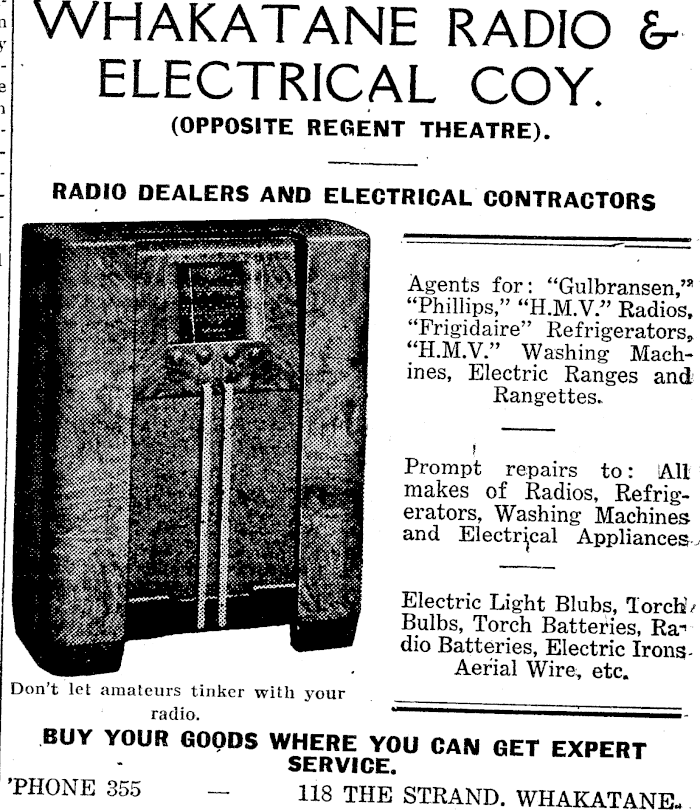 WHAKATANE RADIO &
ELECTRICAL COY.
(OPPOSITE REGENT THEATRE).
RADIO DEALERS AND ELECTRICAL CONTRACTORS
Agents for: "Gulbransen,"
"Phillips," "H.M.V." Radios,
"Frigidaire" Refrigerators,
"H.M.V." Washing Mach-
ines, Electric Ranges and
Rangettes.
Prompt repairs to: All
makes of Radios, Refrig-
erators, Washing Machines
and Electrical Appliances.
Electric Light Blubs, Torch
Bulbs, Torch Batteries, Ra-
dio Batteries, Electric Irons.
Aerial Wire, etc.
Don't let amateurs tinker with your
radio.
BUY YOUR GOODS WHERE YOU CAN GET EXPERT
SERVICE.
'PHONE 355 — 118 THE STRAND. WHAKATANE.